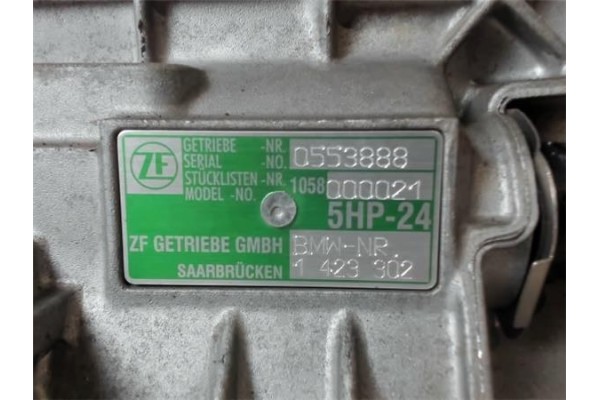 ZF
GETRIEBE -NR.
SERIAL -NO. 0553888
STÜCKLISTEN-NR.
MODEL -NO. 1058 000021
5HP-24
ZF GETRIEBE GMBH BMW-NR.
SAARBRÜCKEN 1 423 302